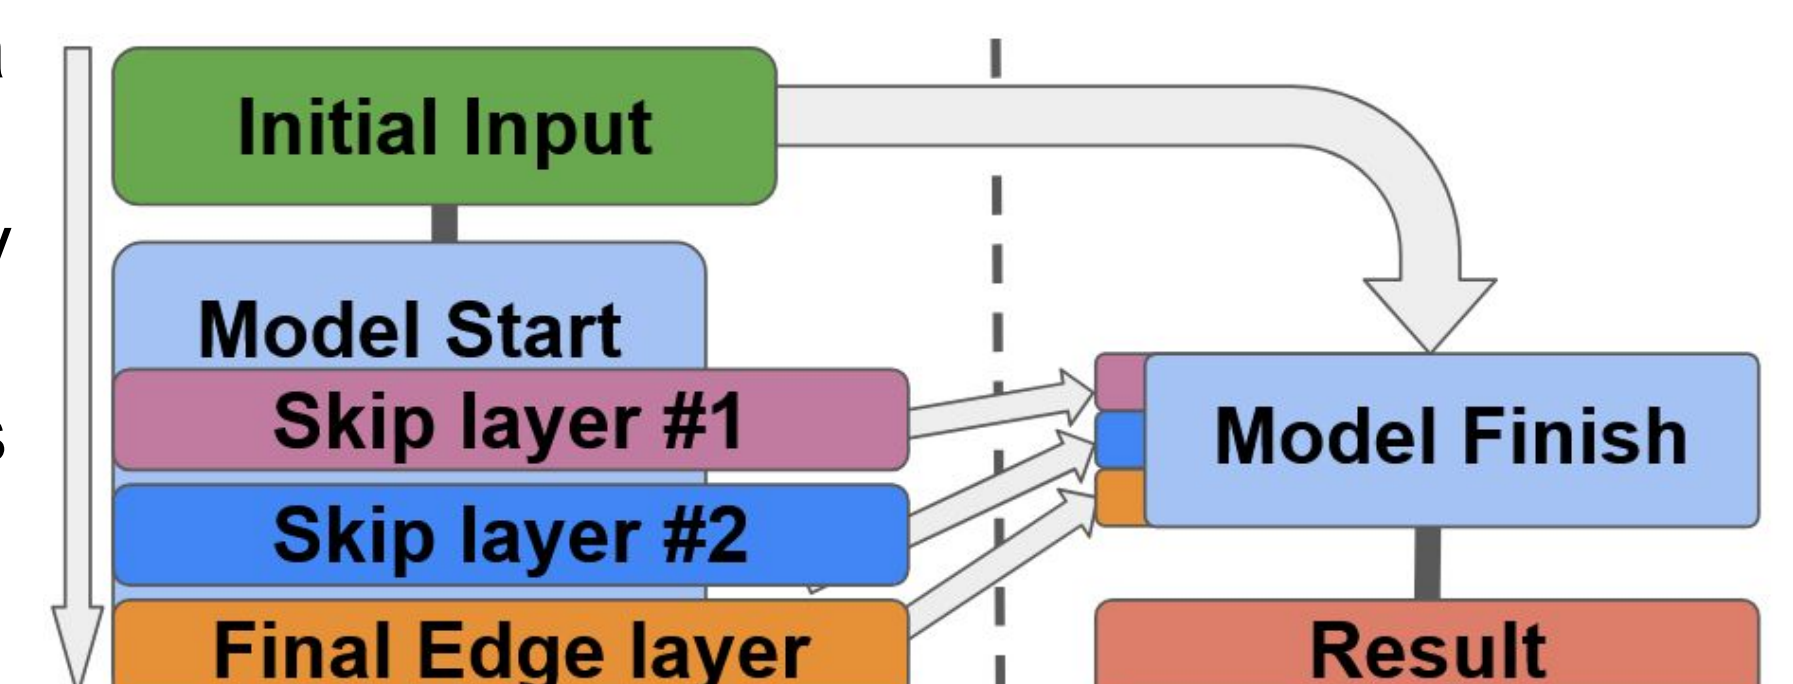 Initial Input
Model Start
Skip layer #1
Skip layer #2
Final Edge layer
Model Finish
Result